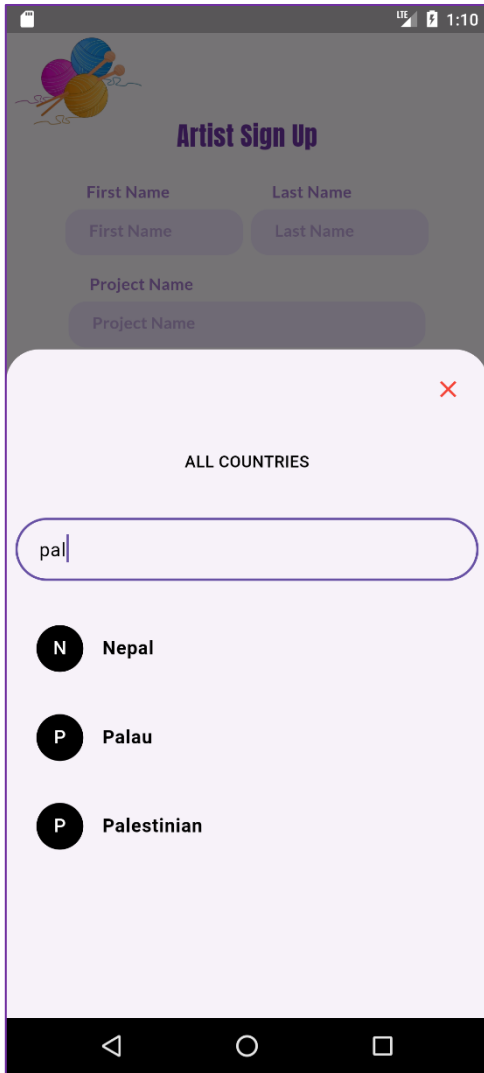 LTE 1:10
Artist Sign Up
First Name Last Name
First Name Last Name
Project Name
Project Name
ALL COUNTRIES
pal
N Nepal
P Palau
P Palestinian